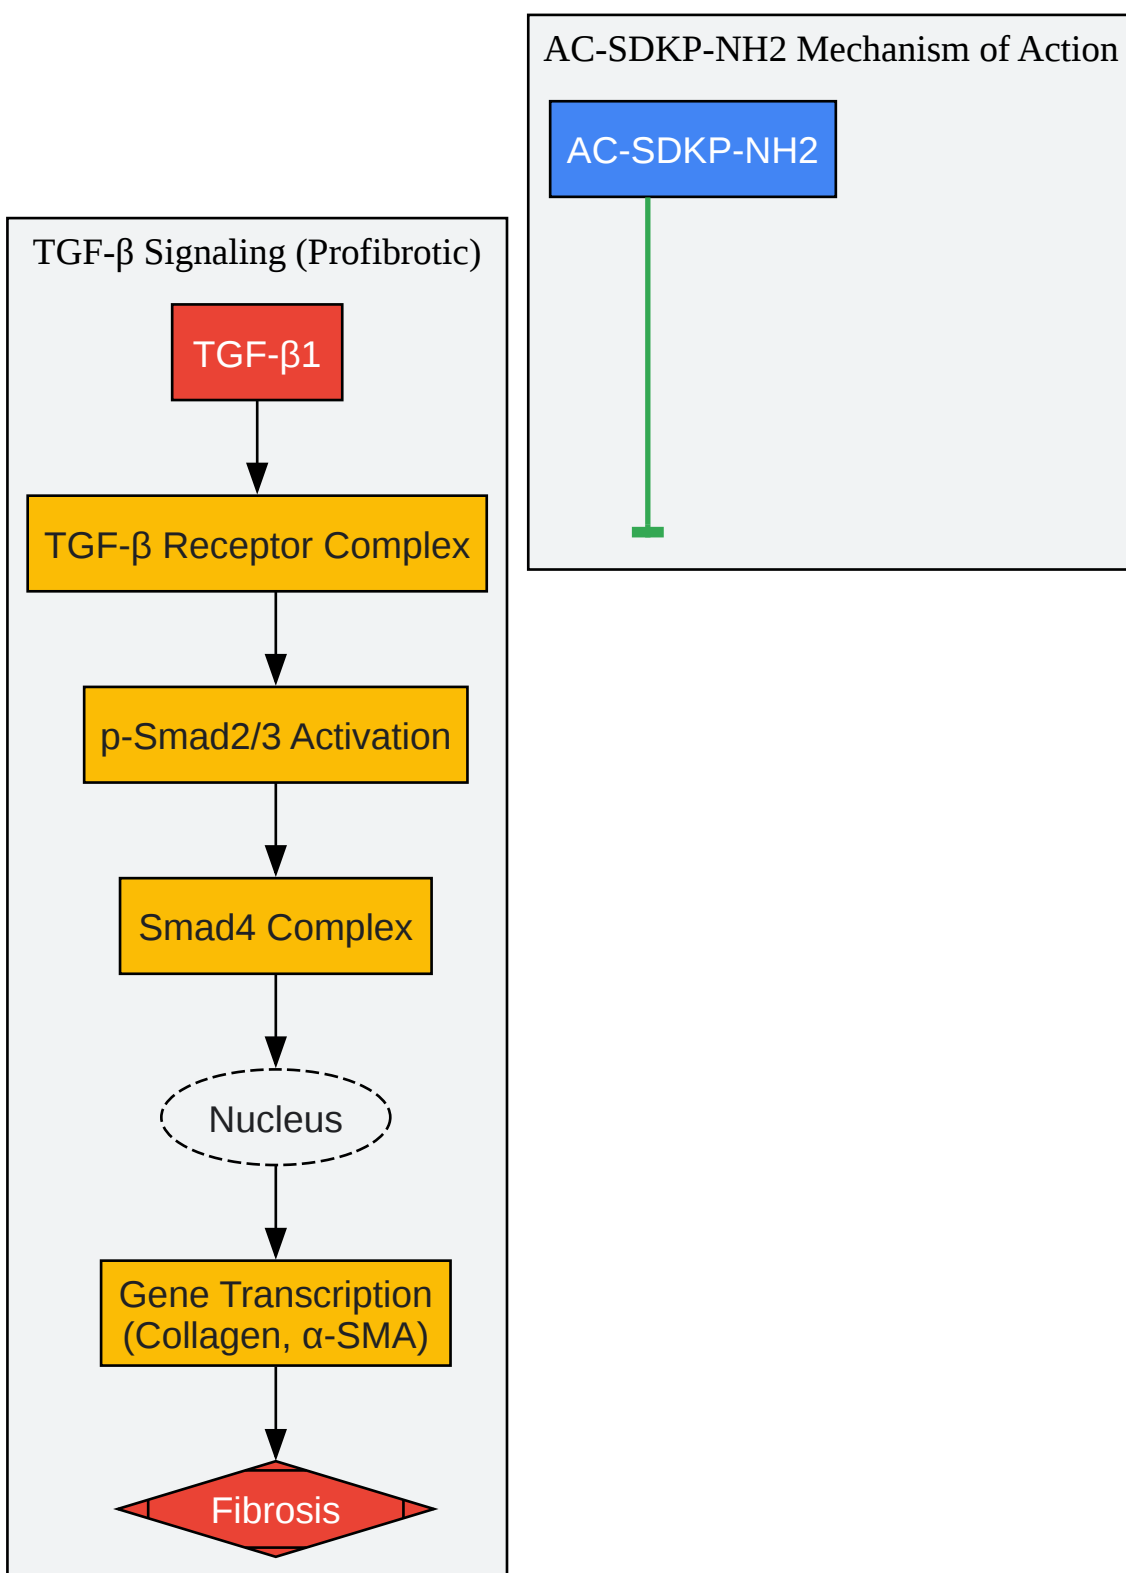 AC-SDKP-NH2 Mechanism of Action
AC-SDKP-NH2
TGF-β Signaling (Profibrotic)
TGF-β1
TGF-β Receptor Complex
p-Smad2/3 Activation
Smad4 Complex
Nucleus
Gene Transcription
(Collagen, α-SMA)
Fibrosis